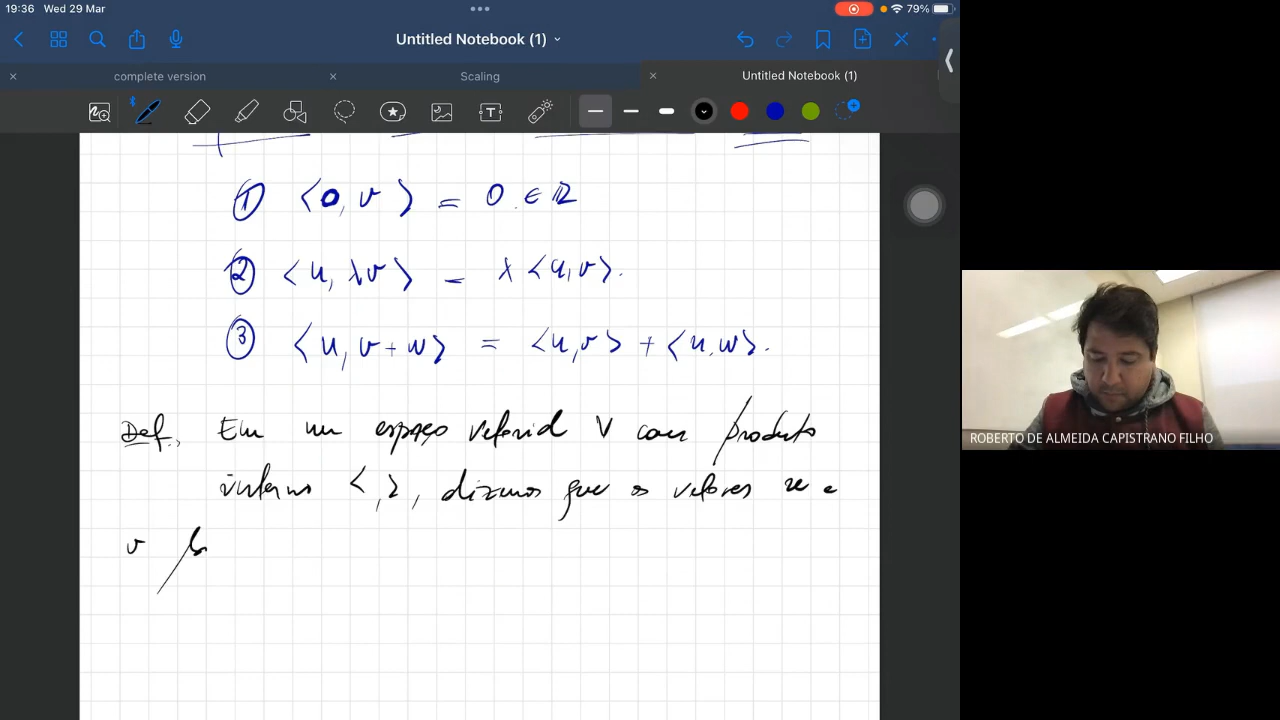 19:36 Wed 29 Mar
79%
Untitled Notebook (1)
complete version
Scaling
Untitled Notebook (1)
① ⟨0, v⟩ = 0 ∈ ℝ
② ⟨u, λv⟩ = λ⟨u, v⟩.
③ ⟨u, v + w⟩ = ⟨u, v⟩ + ⟨u, w⟩.
Def. Em um espaço vetorial V com produto
interno ⟨,⟩, dizemos que os vetores u e
v
ROBERTO DE ALMEIDA CAPISTRANO FILHO